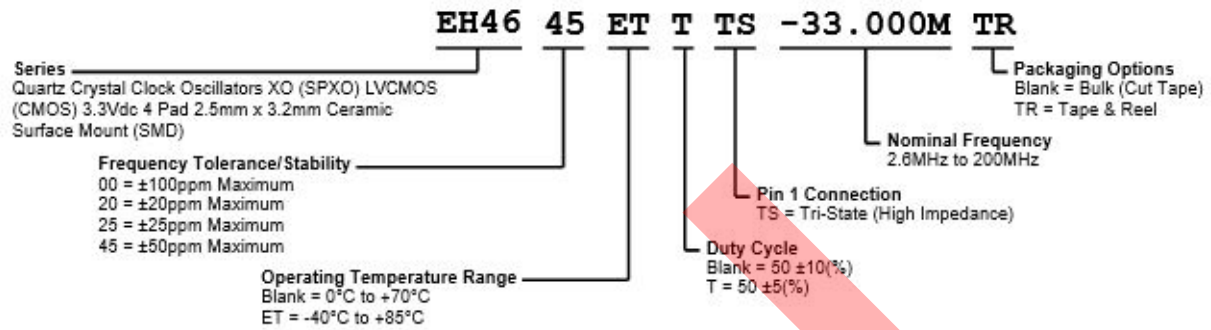 EH46 45 ET T TS -33.000M TR
Series
Quartz Crystal Clock Oscillators XO (SPXO) LVCMOS
(CMOS) 3.3Vdc 4 Pad 2.5mm x 3.2mm Ceramic
Surface Mount (SMD)
Packaging Options
Blank = Bulk (Cut Tape)
TR = Tape & Reel
Nominal Frequency
2.6MHz to 200MHz
Frequency Tolerance/Stability
00 = ±100ppm Maximum
20 = ±20ppm Maximum
25 = ±25ppm Maximum
45 = ±50ppm Maximum
Pin 1 Connection
TS = Tri-State (High Impedance)
Duty Cycle
Blank = 50 ±10(%)
T = 50 ±5(%)
Operating Temperature Range
Blank = 0°C to +70°C
ET = -40°C to +85°C